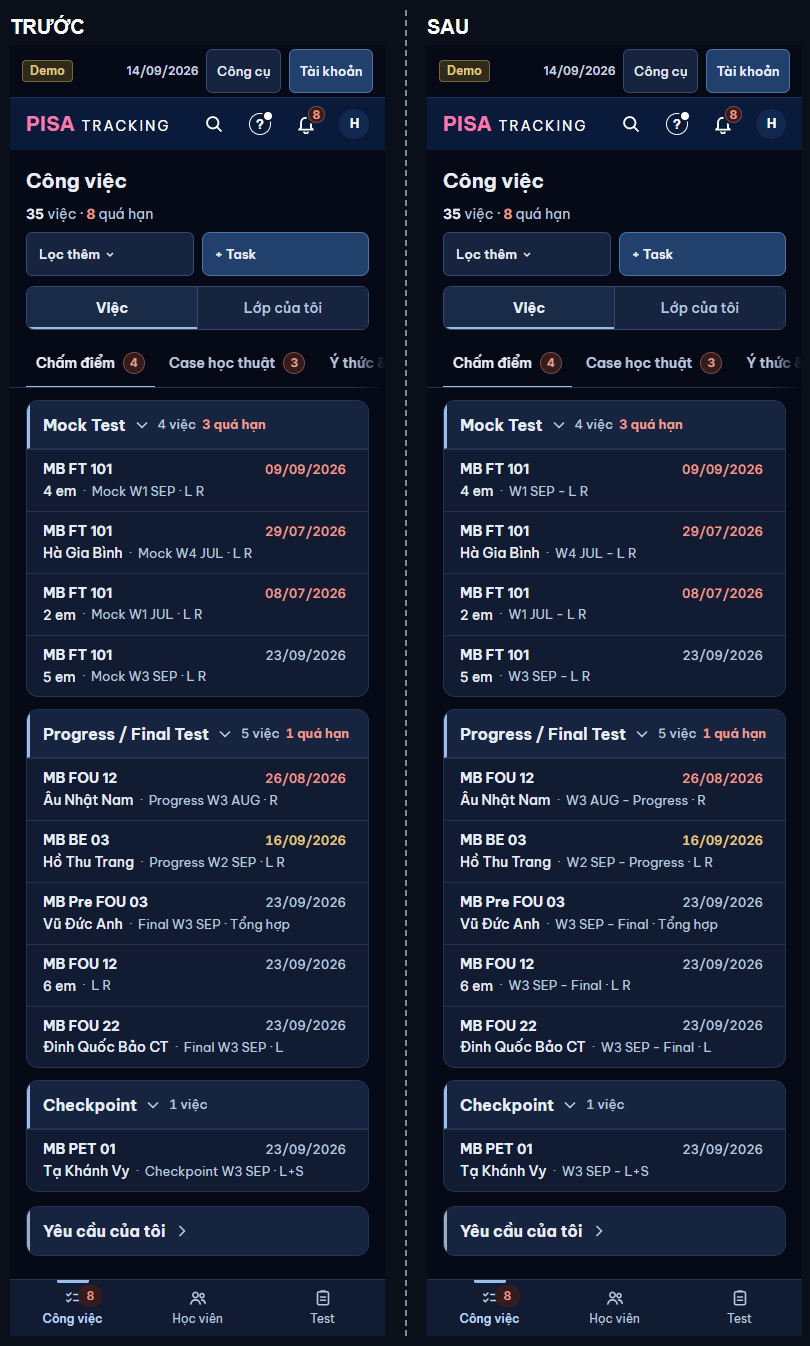 TRƯỚC
Demo 14/09/2026 Công cụ Tài khoản
PISA TRACKING ? 8 H
Công việc
35 việc · 8 quá hạn
Lọc thêm + Task
Việc Lớp của tôi
Chấm điểm 4 Case học thuật 3 Ý thức &
Mock Test 4 việc 3 quá hạn
MB FT 101 09/09/2026
4 em · Mock W1 SEP · L R
MB FT 101 29/07/2026
Hà Gia Bình · Mock W4 JUL · L R
MB FT 101 08/07/2026
2 em · Mock W1 JUL · L R
MB FT 101 23/09/2026
5 em · Mock W3 SEP · L R
Progress / Final Test 5 việc 1 quá hạn
MB FOU 12 26/08/2026
Âu Nhật Nam · Progress W3 AUG · R
MB BE 03 16/09/2026
Hồ Thu Trang · Progress W2 SEP · L R
MB Pre FOU 03 23/09/2026
Vũ Đức Anh · Final W3 SEP · Tổng hợp
MB FOU 12 23/09/2026
6 em · L R
MB FOU 22 23/09/2026
Đinh Quốc Bảo CT · Final W3 SEP · L
Checkpoint 1 việc
MB PET 01 23/09/2026
Tạ Khánh Vy · Checkpoint W3 SEP · L+S
Yêu cầu của tôi
8
Công việc Học viên Test
SAU
Demo 14/09/2026 Công cụ Tài khoản
PISA TRACKING ? 8 H
Công việc
35 việc · 8 quá hạn
Lọc thêm + Task
Việc Lớp của tôi
Chấm điểm 4 Case học thuật 3 Ý thức &
Mock Test 4 việc 3 quá hạn
MB FT 101 09/09/2026
4 em · W1 SEP - L R
MB FT 101 29/07/2026
Hà Gia Bình · W4 JUL - L R
MB FT 101 08/07/2026
2 em · W1 JUL - L R
MB FT 101 23/09/2026
5 em · W3 SEP - L R
Progress / Final Test 5 việc 1 quá hạn
MB FOU 12 26/08/2026
Âu Nhật Nam · W3 AUG - Progress · R
MB BE 03 16/09/2026
Hồ Thu Trang · W2 SEP - Progress · L R
MB Pre FOU 03 23/09/2026
Vũ Đức Anh · W3 SEP - Final · Tổng hợp
MB FOU 12 23/09/2026
6 em · W3 SEP - Final · L R
MB FOU 22 23/09/2026
Đinh Quốc Bảo CT · W3 SEP - Final · L
Checkpoint 1 việc
MB PET 01 23/09/2026
Tạ Khánh Vy · W3 SEP - L+S
Yêu cầu của tôi
8
Công việc Học viên Test